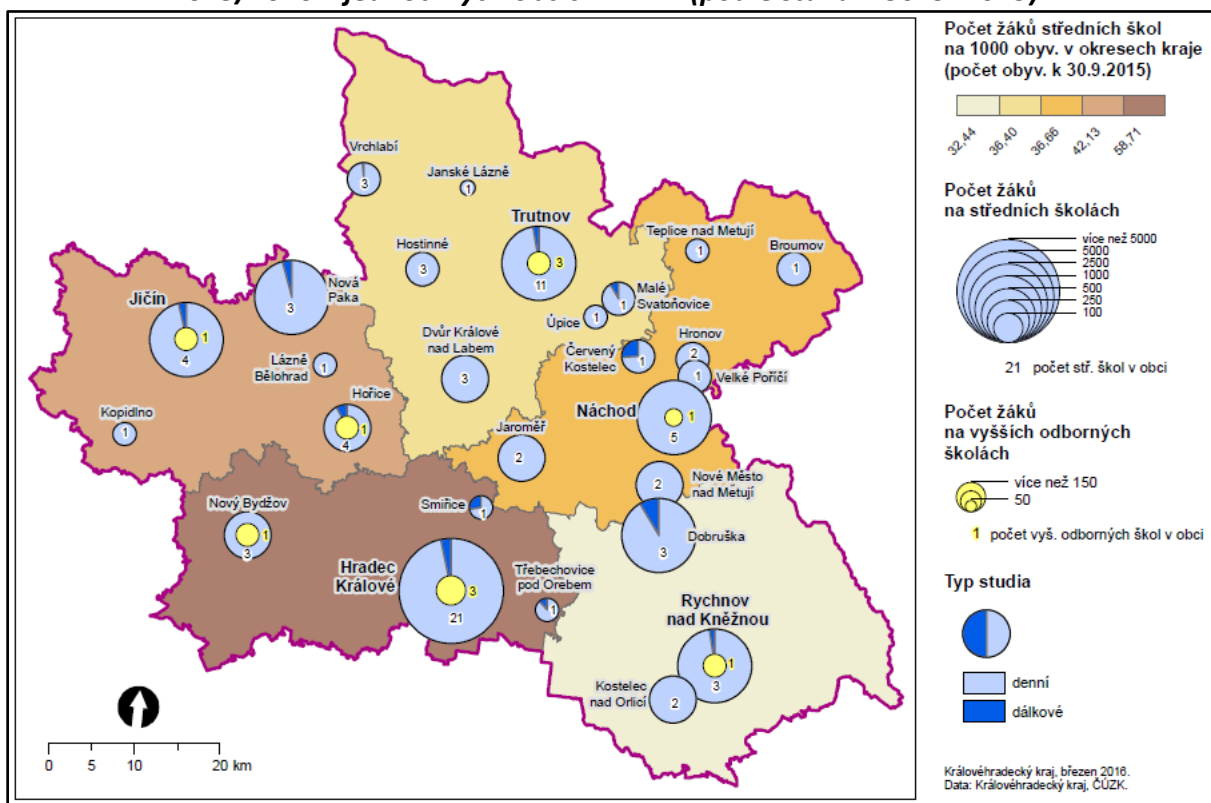 Vrchlabí
3
Janské Lázně
1
Trutnov
3
11
Hostinné
3
Teplice nad Metují
1
Broumov
1
Malé
Svatoňovice
1
Úpice
1
Nová
Paka
3
Jičín
1
4
Lázně
Bělohrad
1
Dvůr Králové
nad Labem
3
Červený
Kostelec
1
Hronov
2
Velké Poříčí
1
Kopidlno
1
Hořice
1
4
Náchod
1
5
Jaroměř
2
Nové Město
nad Metují
2
Smiřice
1
Nový Bydžov
1
3
Dobruška
3
Hradec
Králové
3
21
Třebechovice
pod Orebem
1
Rychnov
nad Kněžnou
1
3
Kostelec
nad Orlicí
2
0 5 10 20 km
Počet žáků středních škol
na 1000 obyv. v okresech kraje
(počet obyv. k 30.9.2015)
32,44 36,40 36,66 42,13 58,71
Počet žáků
na středních školách
více než 5000
5000
2500
1000
500
250
100
21 počet stř. škol v obci
Počet žáků
na vyšších odborných
školách
více než 150
50
1 počet vyš. odborných škol v obci
Typ studia
denní
dálkové
Královéhradecký kraj, březen 2016.
Data: Královéhradecký kraj, ČÚZK.